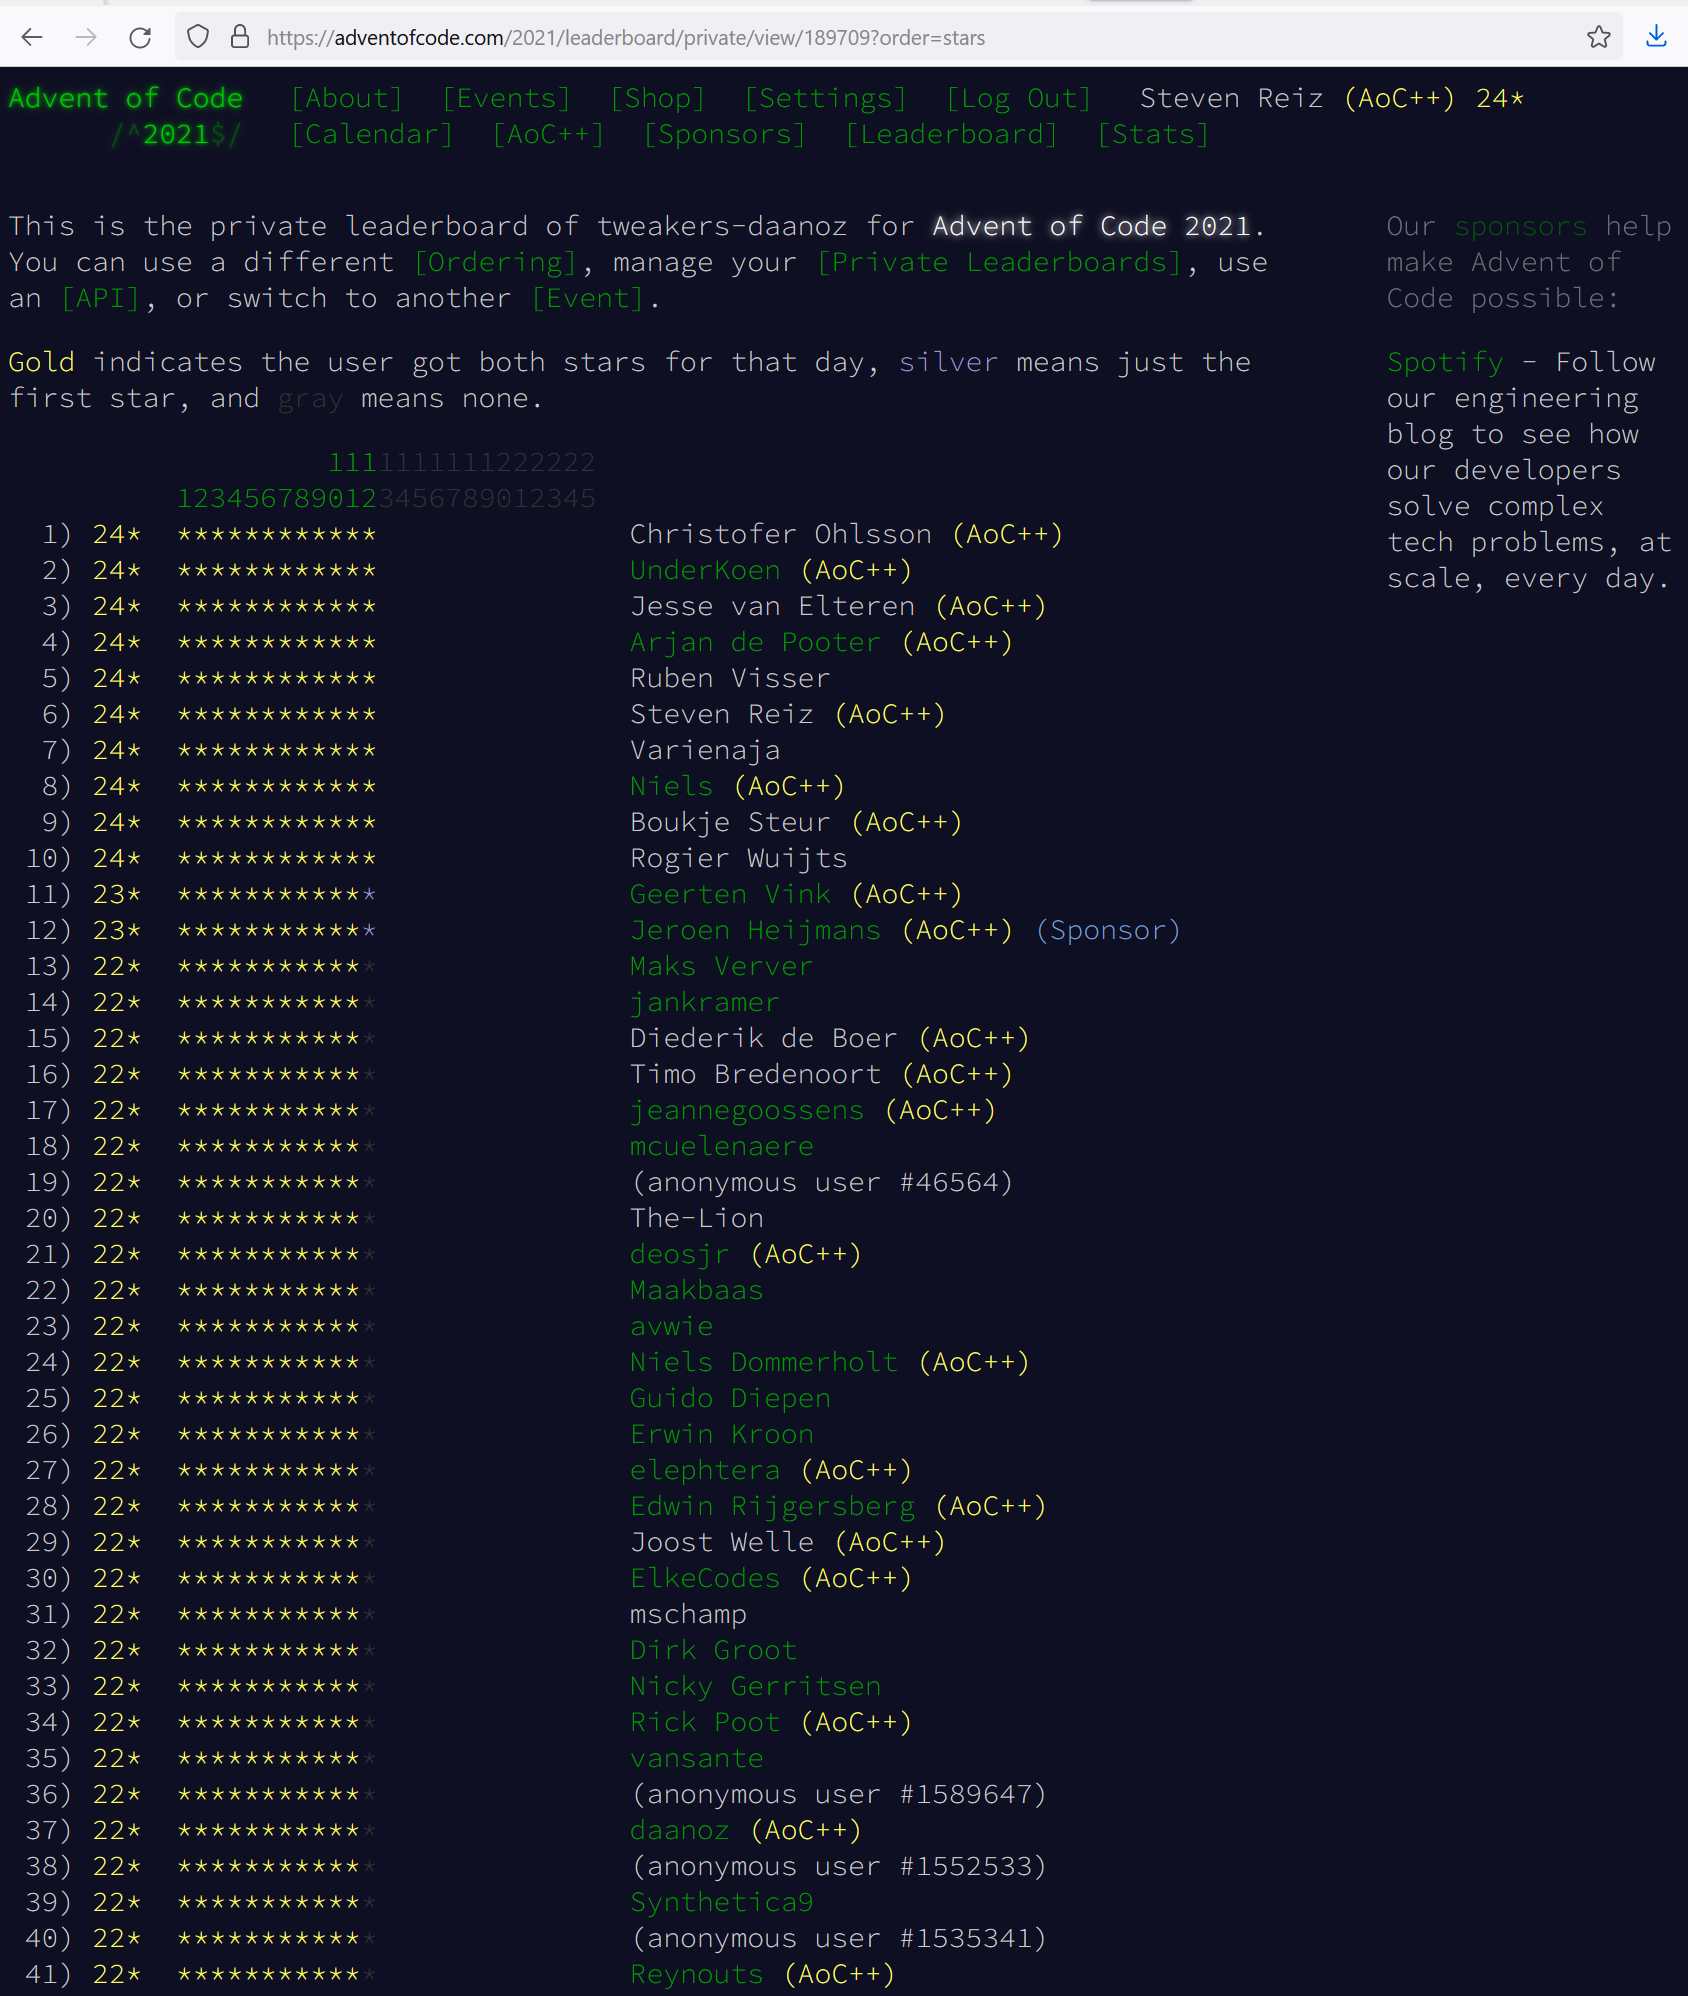 https://adventofcode.com/2021/leaderboard/private/view/189709?order=stars
Advent of Code [About] [Events] [Shop] [Settings] [Log Out] Steven Reiz (AoC++) 24*
/^2021$/ [Calendar] [AoC++] [Sponsors] [Leaderboard] [Stats]
This is the private leaderboard of tweakers-daanoz for Advent of Code 2021.
You can use a different [Ordering], manage your [Private Leaderboards], use
an [API], or switch to another [Event].
Gold indicates the user got both stars for that day, silver means just the
first star, and gray means none.
1111111111222222
1234567890123456789012345
1) 24* ************ Christofer Ohlsson (AoC++)
2) 24* ************ UnderKoen (AoC++)
3) 24* ************ Jesse van Elteren (AoC++)
4) 24* ************ Arjan de Pooter (AoC++)
5) 24* ************ Ruben Visser
6) 24* ************ Steven Reiz (AoC++)
7) 24* ************ Varienaja
8) 24* ************ Niels (AoC++)
9) 24* ************ Boukje Steur (AoC++)
10) 24* ************ Rogier Wuijts
11) 23* ************ Geerten Vink (AoC++)
12) 23* ************ Jeroen Heijmans (AoC++) (Sponsor)
13) 22* ************ Maks Verver
14) 22* ************ jankramer
15) 22* ************ Diederik de Boer (AoC++)
16) 22* ************ Timo Bredenoort (AoC++)
17) 22* ************ jeannegoossens (AoC++)
18) 22* ************ mcuelenaere
19) 22* ************ (anonymous user #46564)
20) 22* ************ The-Lion
21) 22* ************ deosjr (AoC++)
22) 22* ************ Maakbaas
23) 22* ************ avwie
24) 22* ************ Niels Dommerholt (AoC++)
25) 22* ************ Guido Diepen
26) 22* ************ Erwin Kroon
27) 22* ************ elephtera (AoC++)
28) 22* ************ Edwin Rijgersberg (AoC++)
29) 22* ************ Joost Welle (AoC++)
30) 22* ************ ElkeCodes (AoC++)
31) 22* ************ mschamp
32) 22* ************ Dirk Groot
33) 22* ************ Nicky Gerritsen
34) 22* ************ Rick Poot (AoC++)
35) 22* ************ vansante
36) 22* ************ (anonymous user #1589647)
37) 22* ************ daanoz (AoC++)
38) 22* ************ (anonymous user #1552533)
39) 22* ************ Synthetica9
40) 22* ************ (anonymous user #1535341)
41) 22* ************ Reynouts (AoC++)
Our sponsors help
make Advent of
Code possible:
Spotify - Follow
our engineering
blog to see how
our developers
solve complex
tech problems, at
scale, every day.